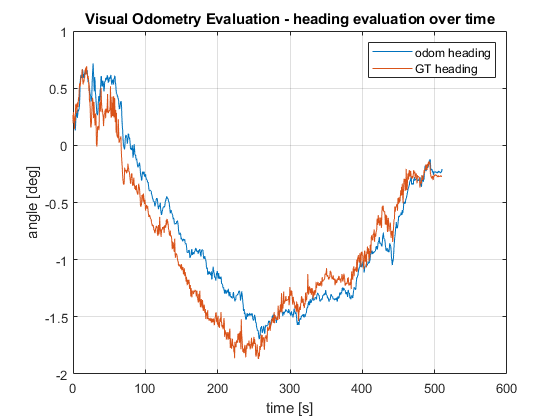 Visual Odometry Evaluation - heading evaluation over time
odom heading
GT heading
angle [deg]
1
0.5
0
-0.5
-1
-1.5
-2
0 100 200 300 400 500 600
time [s]